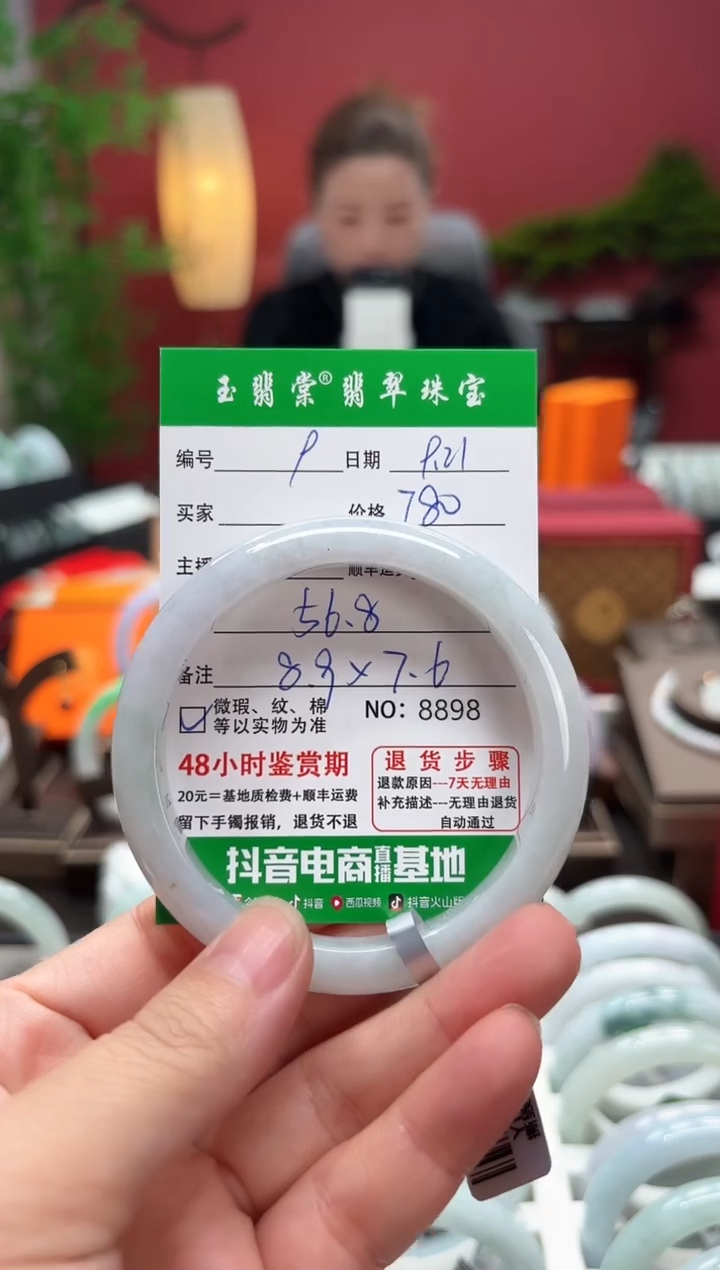 玉翡棠®翡翠珠宝
编号 9 日期 9.21
买家 价格 780
主播
56.8
备注 8.9×7.6
微瑕、纹、棉
等以实物为准
NO：8898
48小时鉴赏期
20元＝基地质检费+顺丰运费
留下手镯报销，退货不退
退货步骤
退款原因---7天无理由
补充描述---无理由退货
自动通过
抖音电商直播基地
抖音 西瓜视频 抖音火山版